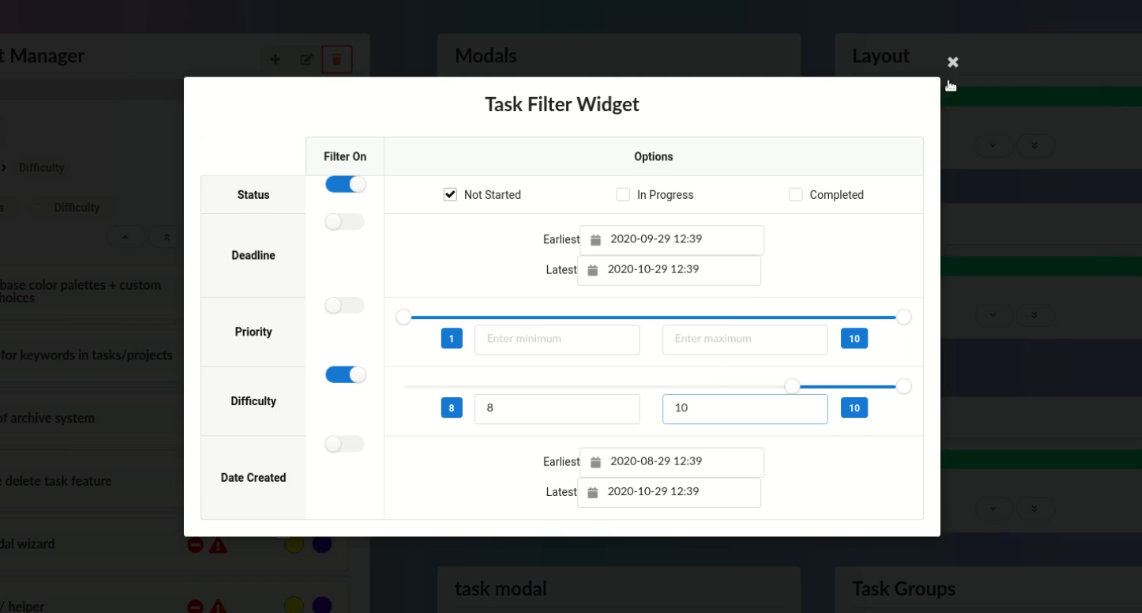 t Manager
Modals
Layout
Difficulty
s
Difficulty
base color palettes + custom
hoices
for keywords in tasks/projects
of archive system
e delete task feature
dal wizard
/ helper
task modal
Task Groups
Task Filter Widget
Filter On
Options
Status
Not Started
In Progress
Completed
Deadline
Earliest 2020-09-29 12:39
Latest 2020-10-29 12:39
Priority
1 Enter minimum Enter maximum 10
Difficulty
8 8 10 10
Date Created
Earliest 2020-08-29 12:39
Latest 2020-10-29 12:39